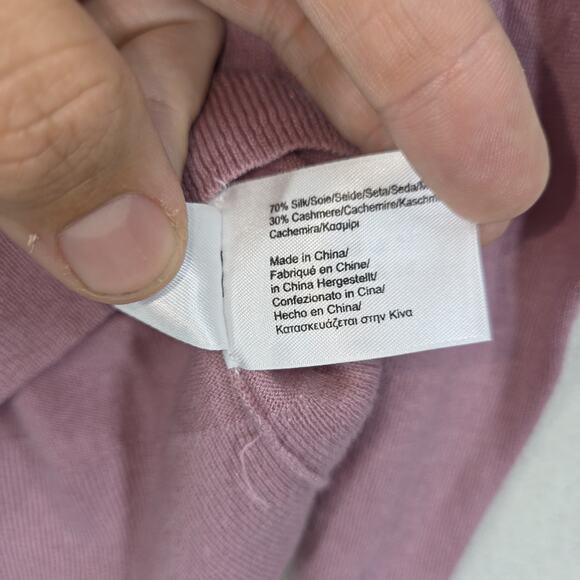 70% Silk/Soie/Seide/Seta/Seda/
30% Cashmere/Cachemire/Kaschm
Cachemira/Κασμίρι
Made in China/
Fabriqué en Chine/
in China Hergestellt/
Confezionato in Cina/
Hecho en China/
Κατασκευάζεται στην Κίνα